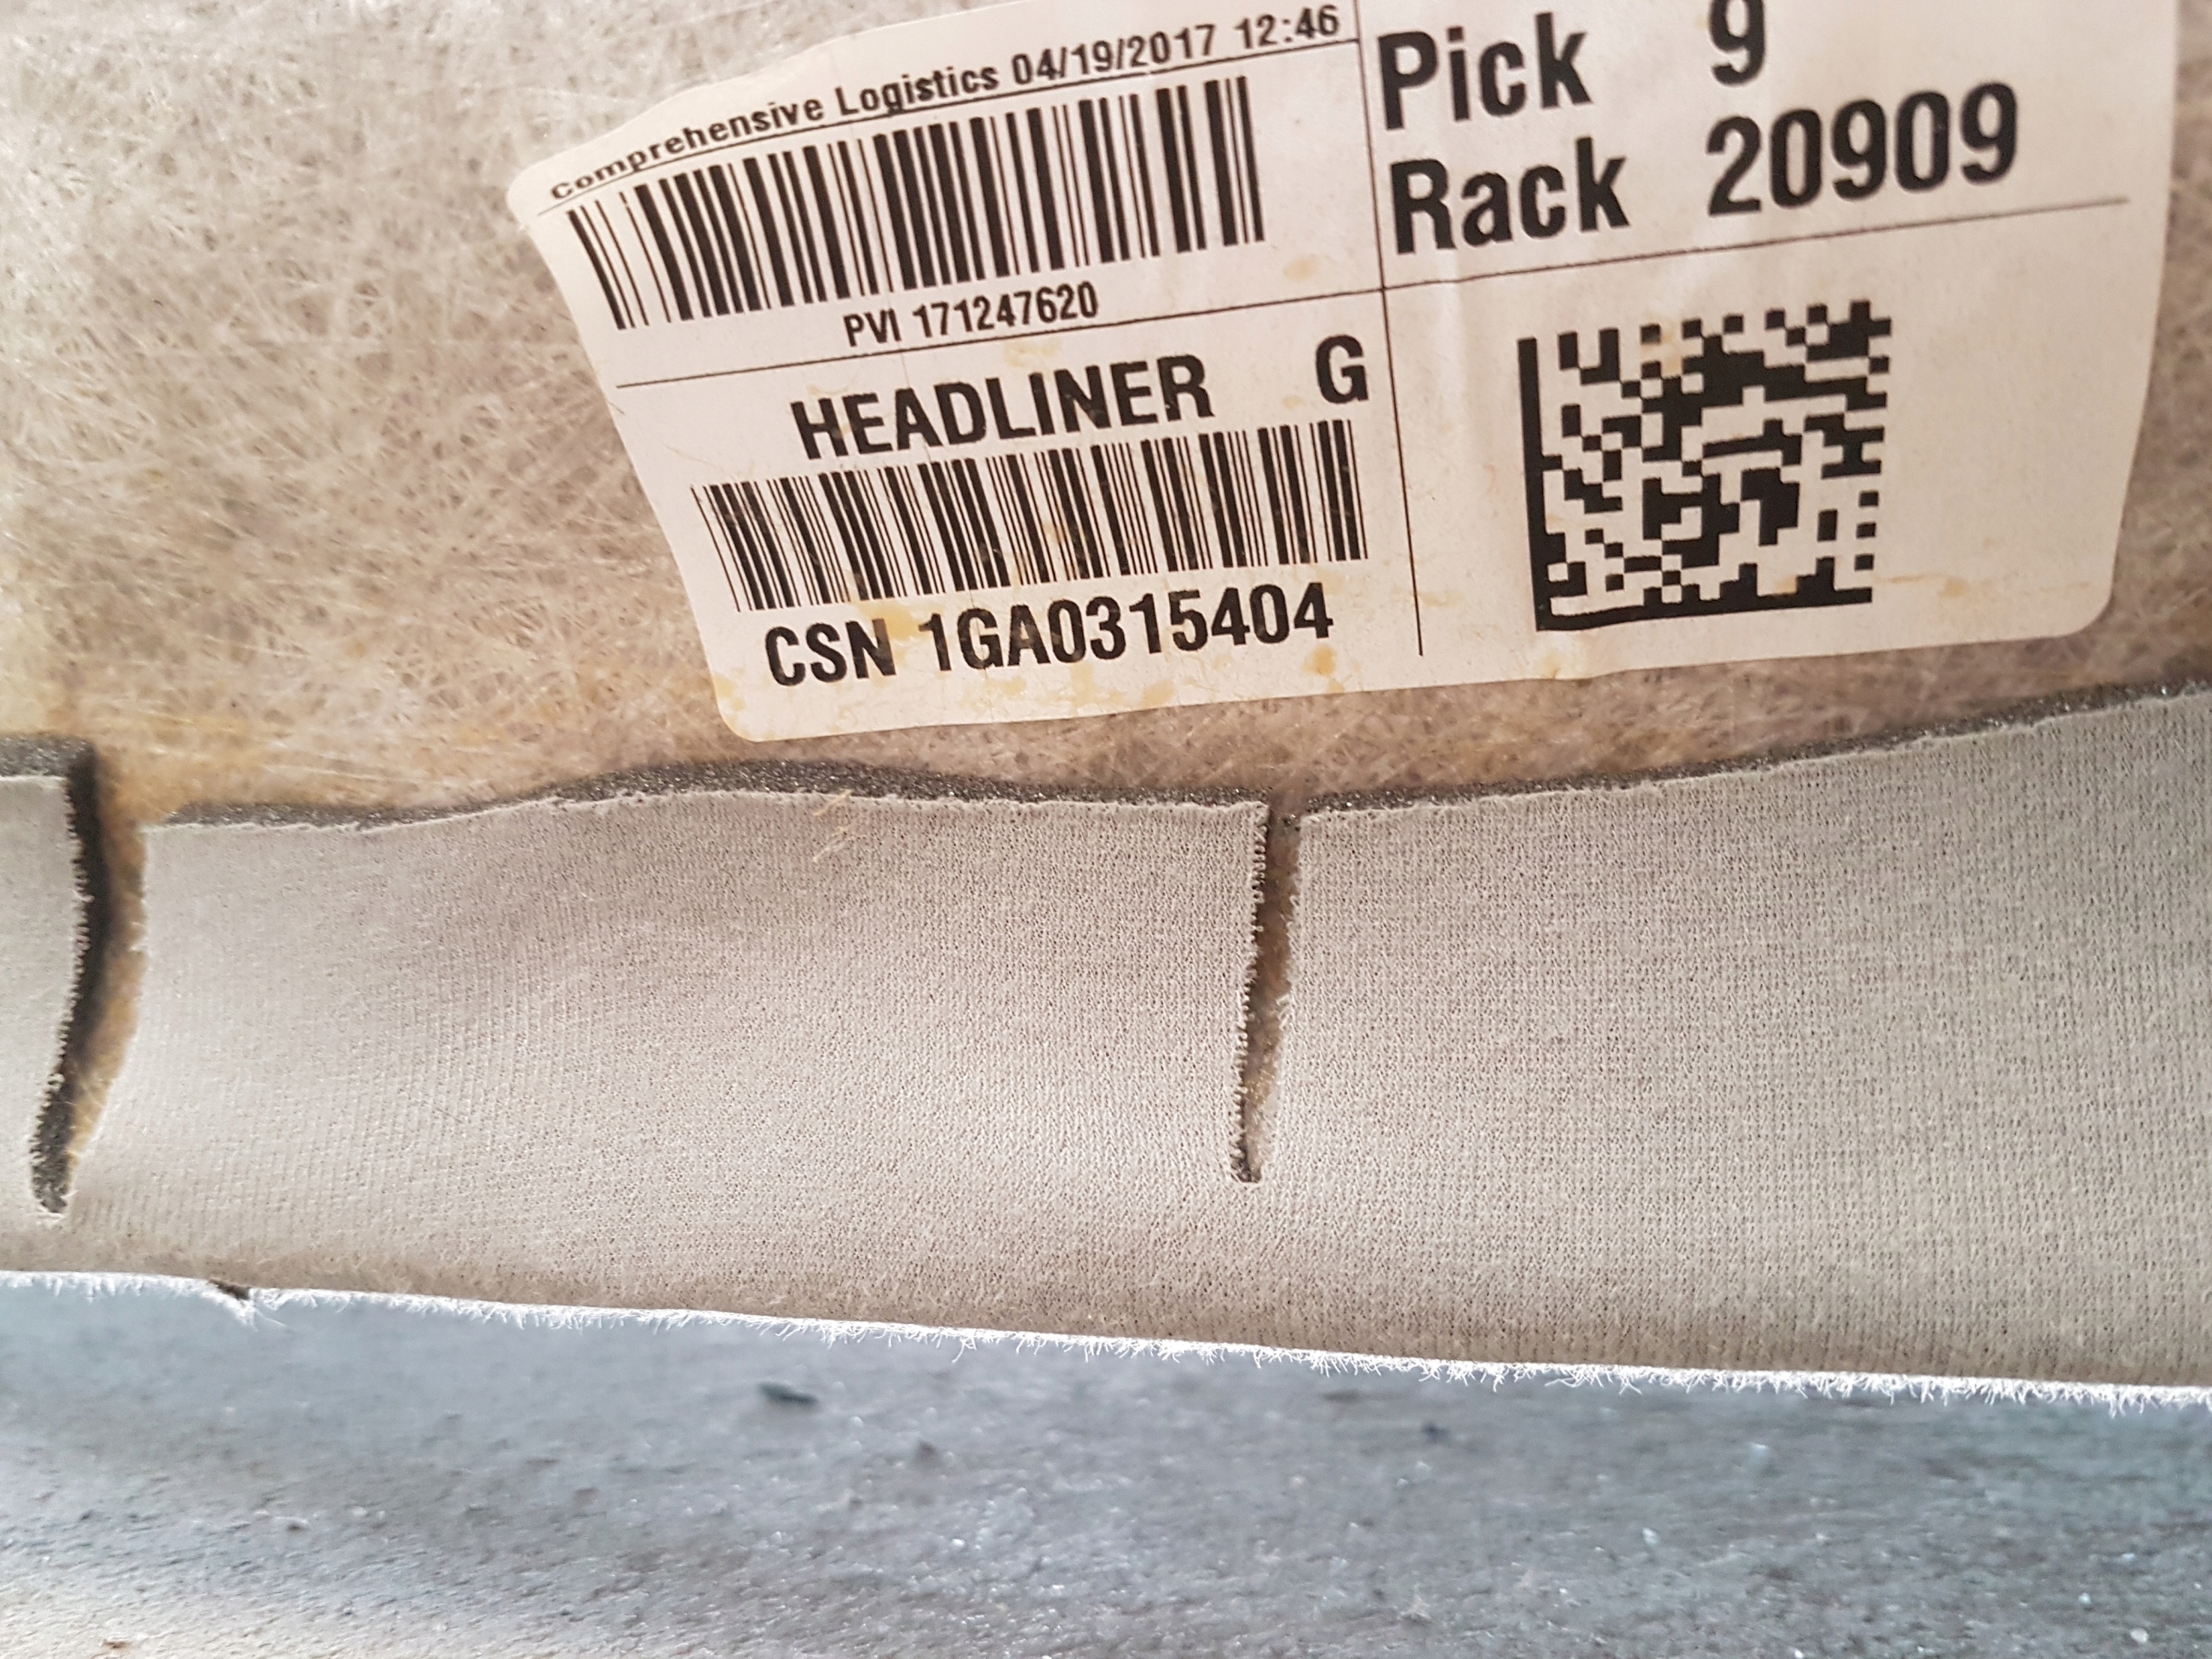 Comprehensive Logistics 04/19/2017 12:46
PVI 171247620
Pick 9
Rack 20909
HEADLINER G
CSN 1GA0315404